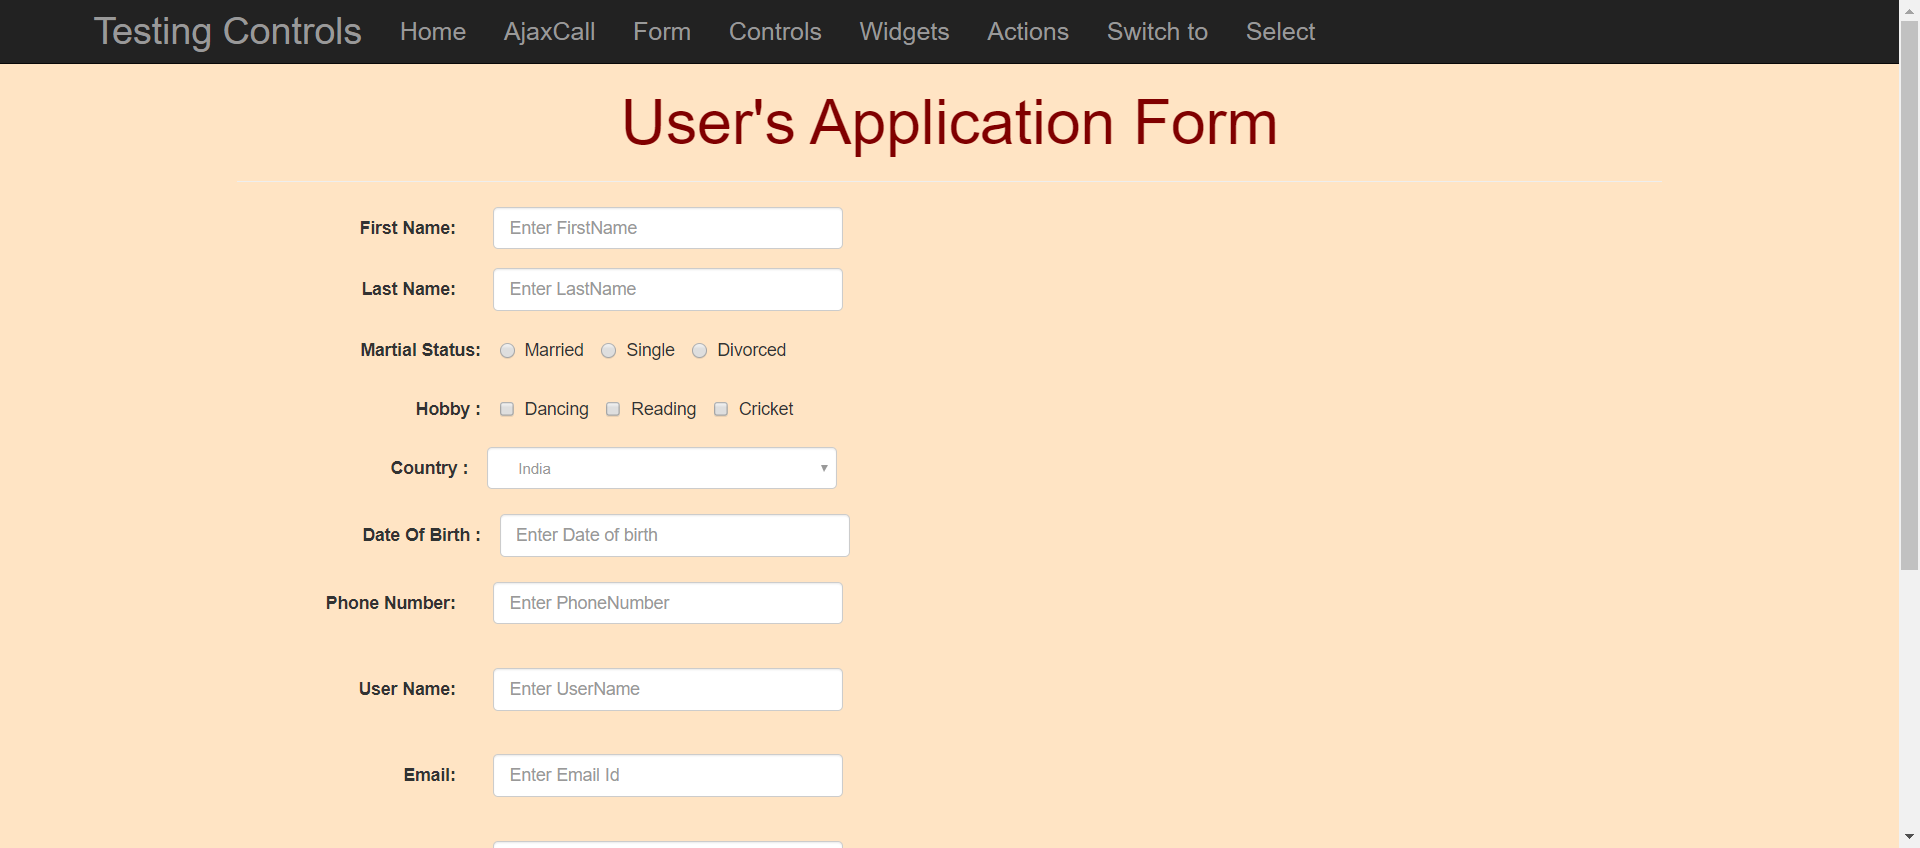 Testing Controls Home AjaxCall Form Controls Widgets Actions Switch to Select
User's Application Form
First Name: Enter FirstName
Last Name: Enter LastName
Martial Status: Married Single Divorced
Hobby : Dancing Reading Cricket
Country : India
Date Of Birth : Enter Date of birth
Phone Number: Enter PhoneNumber
User Name: Enter UserName
Email: Enter Email Id